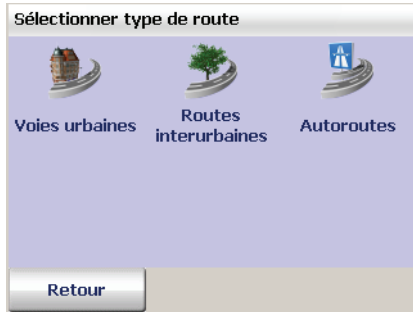 Sélectionner type de route
Voies urbaines
Routes
interurbaines
Autoroutes
Retour